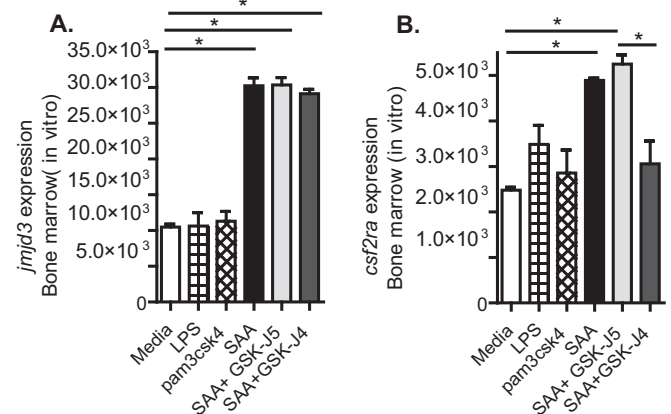 A.
*
*
*
35.0×10³
30.0×10³
25.0×10³
20.0×10³
15.0×10³
10.0×10³
5.0×10³
0
jmjd3 expression
Bone marrow( in vitro)
Media
LPS
pam3csk4
SAA
SAA+ GSK-J5
SAA+GSK-J4
B.
*
*
*
5.0×10³
4.0×10³
3.0×10³
2.0×10³
1.0×10³
0
csf2ra expression
Bone marrow (in vitro)
Media
LPS
pam3csk4
SAA
SAA+ GSK-J5
SAA+GSK-J4